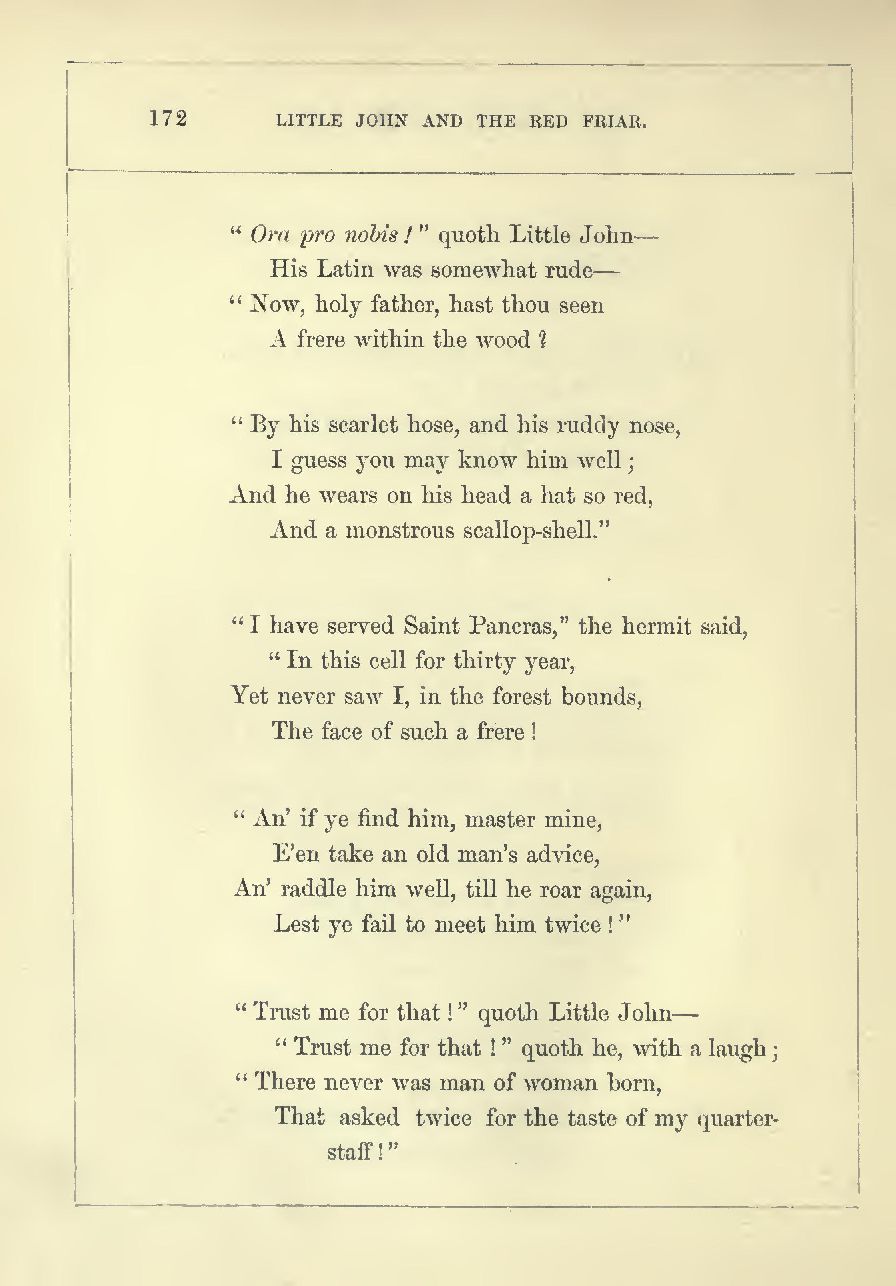 172 LITTLE JOHN AND THE RED FRIAR.
“ Ora pro nobis ! ” quoth Little John—
His Latin was somewhat rude—
“ Now, holy father, hast thou seen
A frere within the wood ?
“ By his scarlet hose, and his ruddy nose,
I guess you may know him well ;
And he wears on his head a hat so red,
And a monstrous scallop-shell.”
“ I have served Saint Pancras,” the hermit said,
“ In this cell for thirty year,
Yet never saw I, in the forest bounds,
The face of such a frere !
“ An’ if ye find him, master mine,
E’en take an old man’s advice,
An’ raddle him well, till he roar again,
Lest ye fail to meet him twice ! ”
“ Trust me for that ! ” quoth Little John—
“ Trust me for that ! ” quoth he, with a laugh ;
“ There never was man of woman born,
That asked twice for the taste of my quarter-
staff ! ”